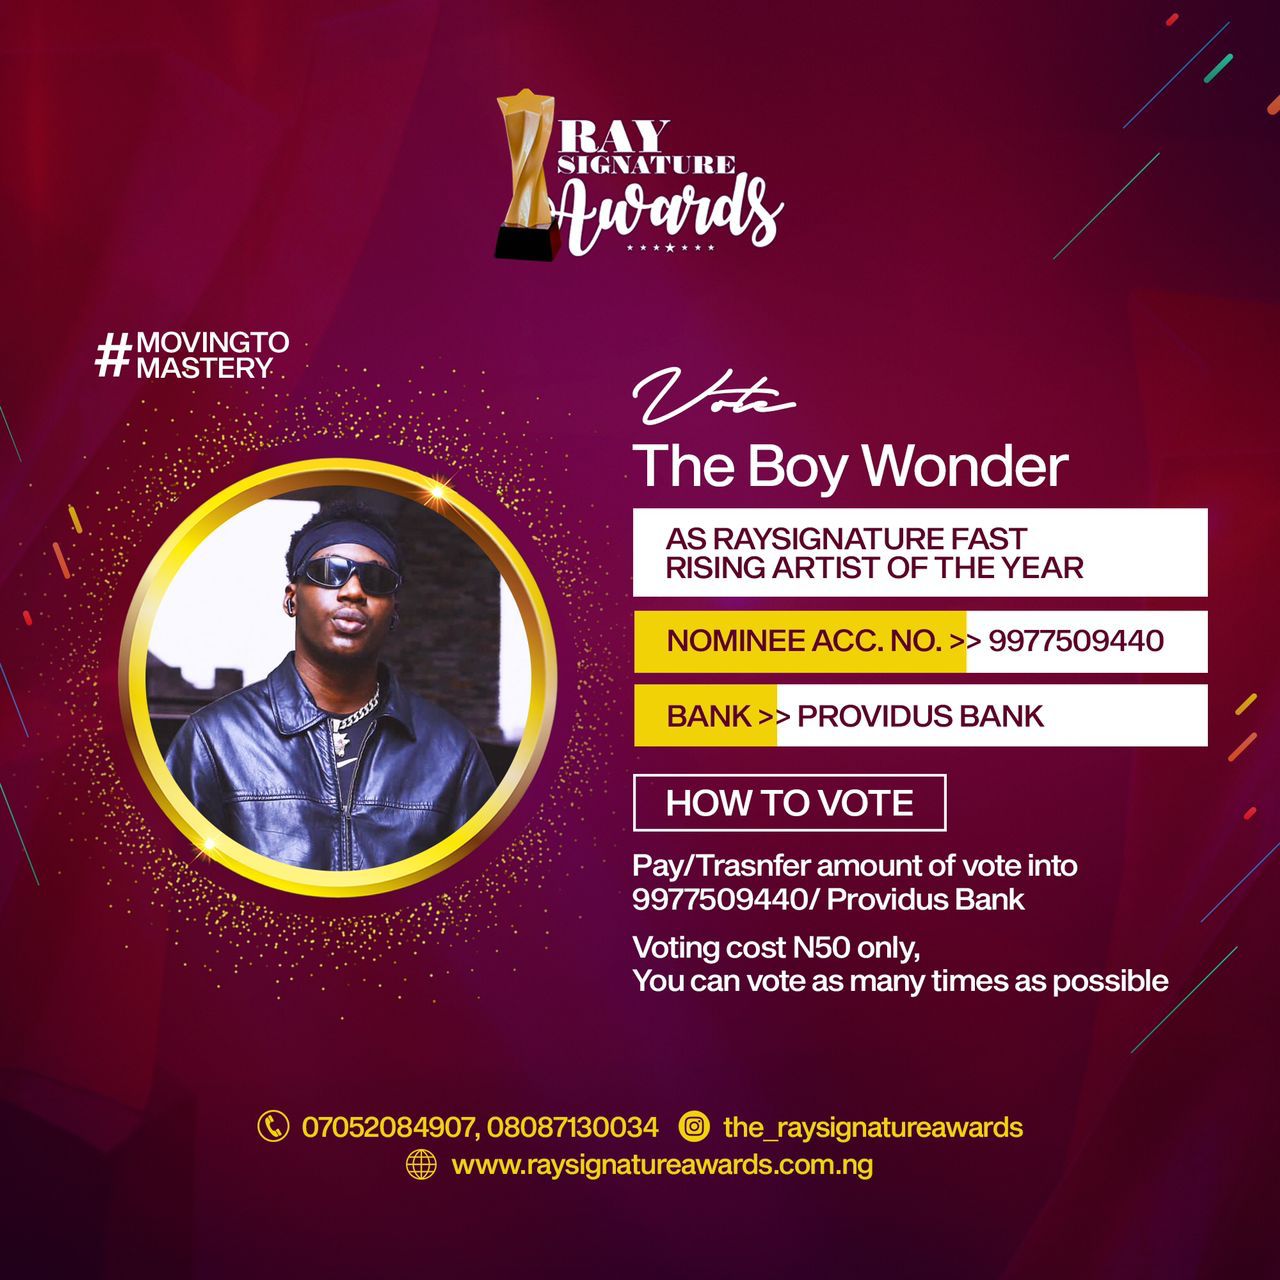 RAY
SIGNATURE
Awards
#MOVINGTO
MASTERY
Vote
The Boy Wonder
AS RAYSIGNATURE FAST
RISING ARTIST OF THE YEAR
NOMINEE ACC. NO. >> 9977509440
BANK >> PROVIDUS BANK
HOW TO VOTE
Pay/Trasnfer amount of vote into
9977509440/ Providus Bank
Voting cost N50 only,
You can vote as many times as possible
07052084907, 08087130034 the_raysignatureawards
www.raysignatureawards.com.ng